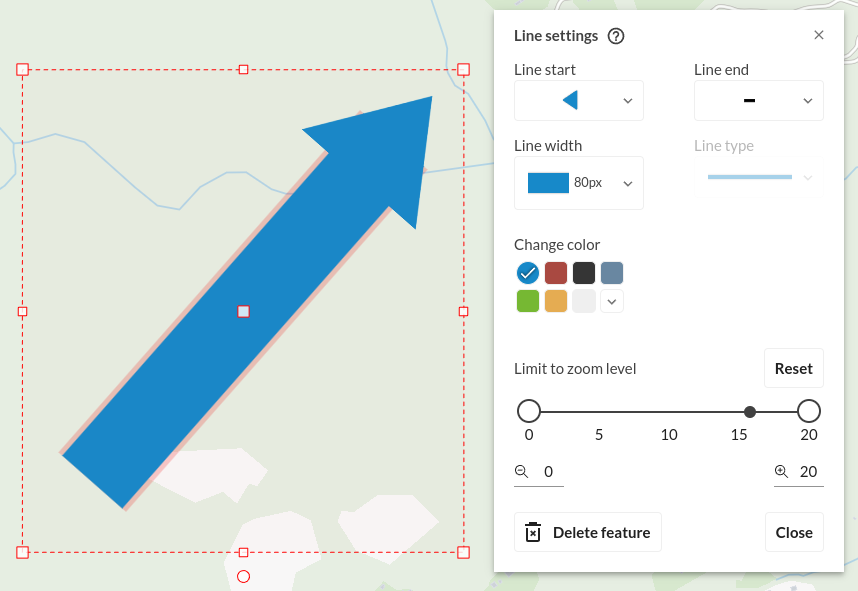 Line settings ?
Line start Line end
Line width Line type
80px
Change color
Limit to zoom level Reset
0 5 10 15 20
0 20
Delete feature Close